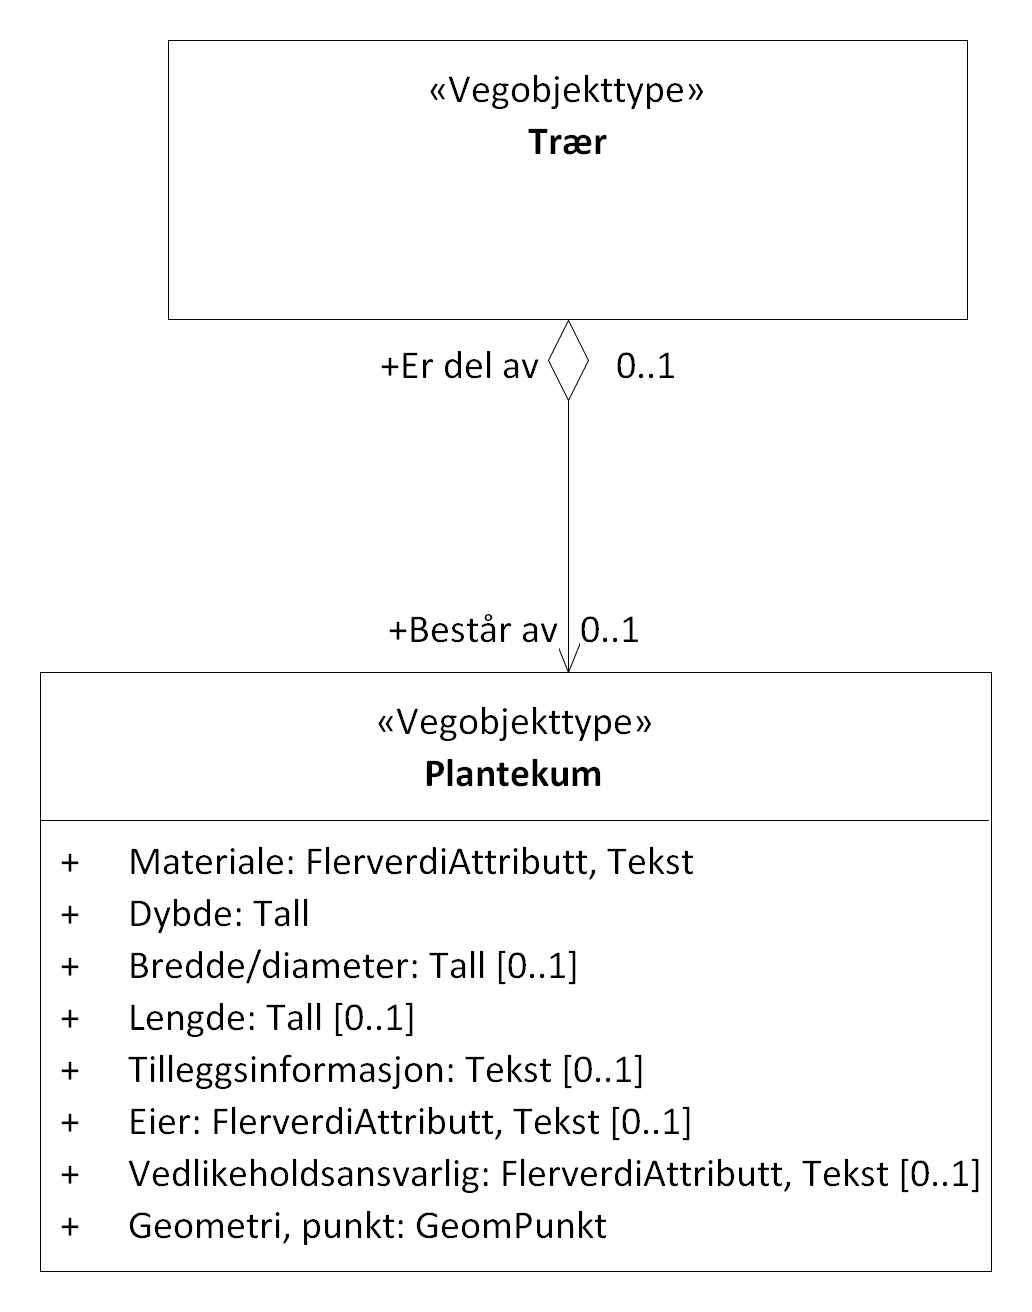 «Vegobjekttype»
Trær
+Er del av 0..1
+Består av 0..1
«Vegobjekttype»
Plantekum
+ Materiale: FlerverdiAttributt, Tekst
+ Dybde: Tall
+ Bredde/diameter: Tall [0..1]
+ Lengde: Tall [0..1]
+ Tilleggsinformasjon: Tekst [0..1]
+ Eier: FlerverdiAttributt, Tekst [0..1]
+ Vedlikeholdsansvarlig: FlerverdiAttributt, Tekst [0..1]
+ Geometri, punkt: GeomPunkt